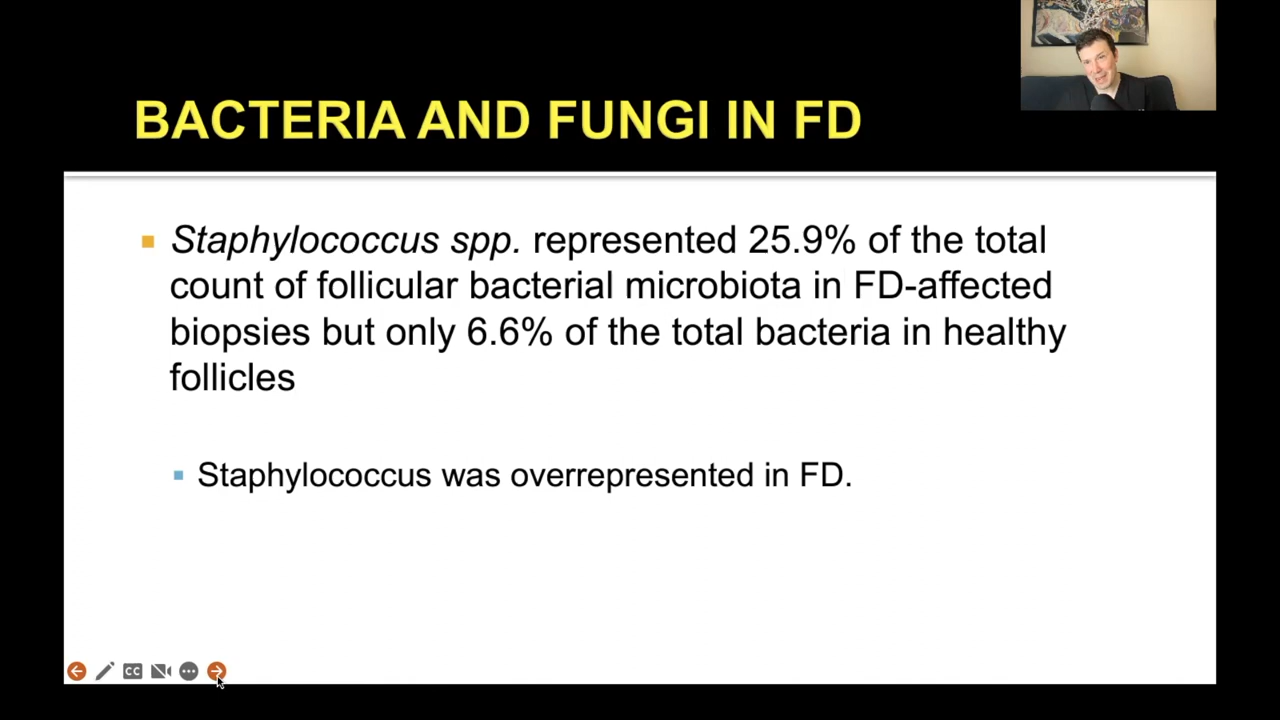 BACTERIA AND FUNGI IN FD
Staphylococcus spp. represented 25.9% of the total
count of follicular bacterial microbiota in FD-affected
biopsies but only 6.6% of the total bacteria in healthy
follicles
Staphylococcus was overrepresented in FD.
CC